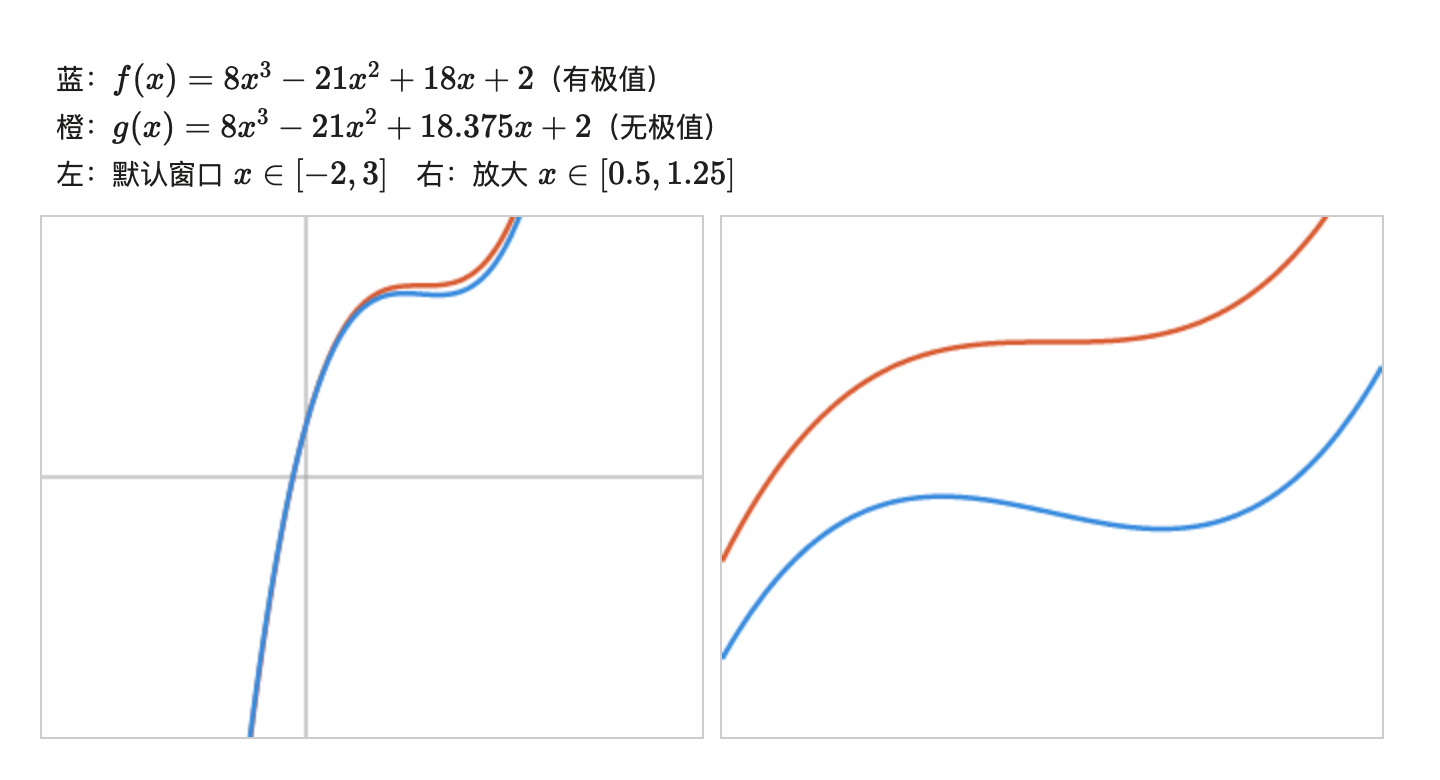 蓝：f(x) = 8x³ − 21x² + 18x + 2（有极值）
橙：g(x) = 8x³ − 21x² + 18.375x + 2（无极值）
左：默认窗口 x ∈ [−2, 3] 右：放大 x ∈ [0.5, 1.25]